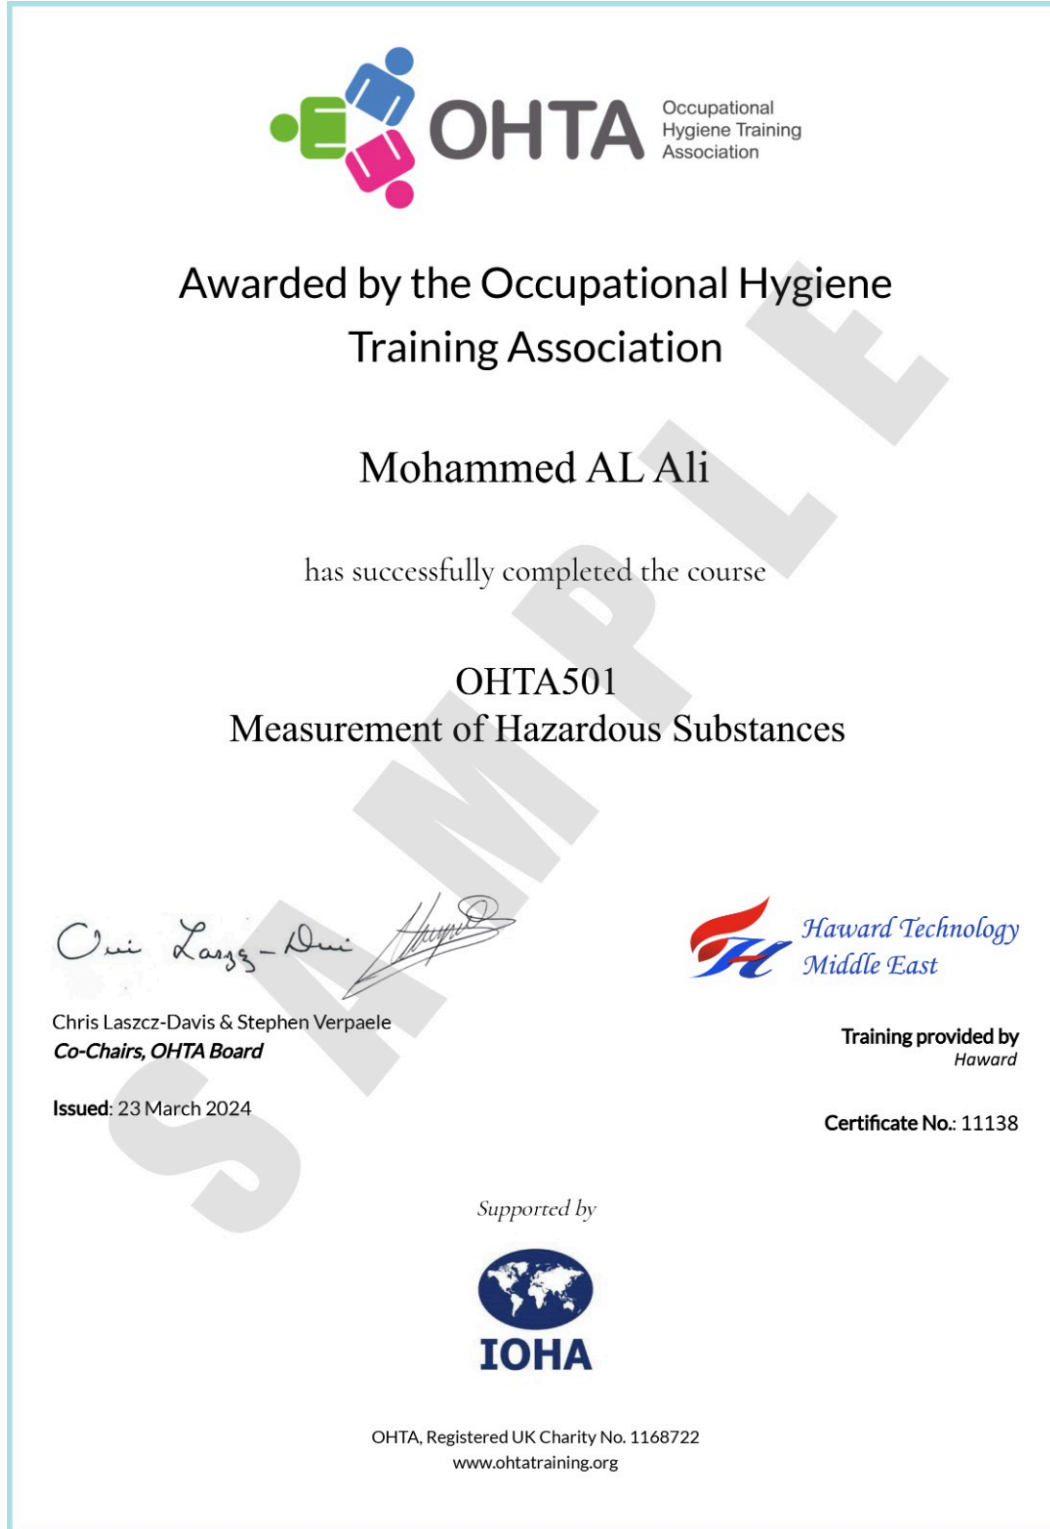 OHTA
Occupational
Hygiene Training
Association
Awarded by the Occupational Hygiene
Training Association
Mohammed AL Ali
has successfully completed the course
OHTA501
Measurement of Hazardous Substances
SAMPLE
Haward Technology
Middle East
Chris Laszcz-Davis & Stephen Verpaele
Co-Chairs, OHTA Board
Training provided by
Haward
Issued: 23 March 2024
Certificate No.: 11138
Supported by
IOHA
OHTA, Registered UK Charity No. 1168722
www.ohtatraining.org